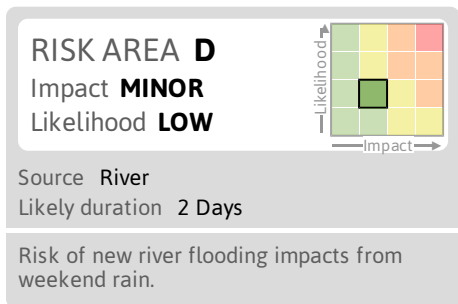 RISK AREA D
Impact MINOR
Likelihood LOW
Likelihood
Impact
Source River
Likely duration 2 Days
Risk of new river flooding impacts from
weekend rain.